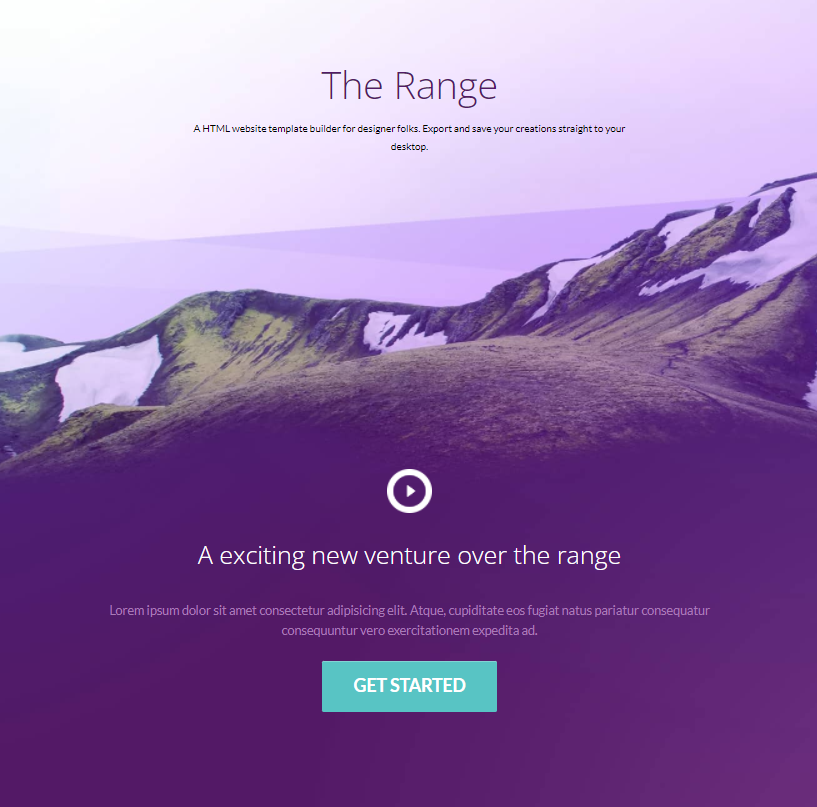 The Range
A HTML website template builder for designer folks. Export and save your creations straight to your
desktop.
A exciting new venture over the range
Lorem ipsum dolor sit amet consectetur adipisicing elit. Atque, cupiditate eos fugiat natus pariatur consequatur
consequuntur vero exercitationem expedita ad.
GET STARTED